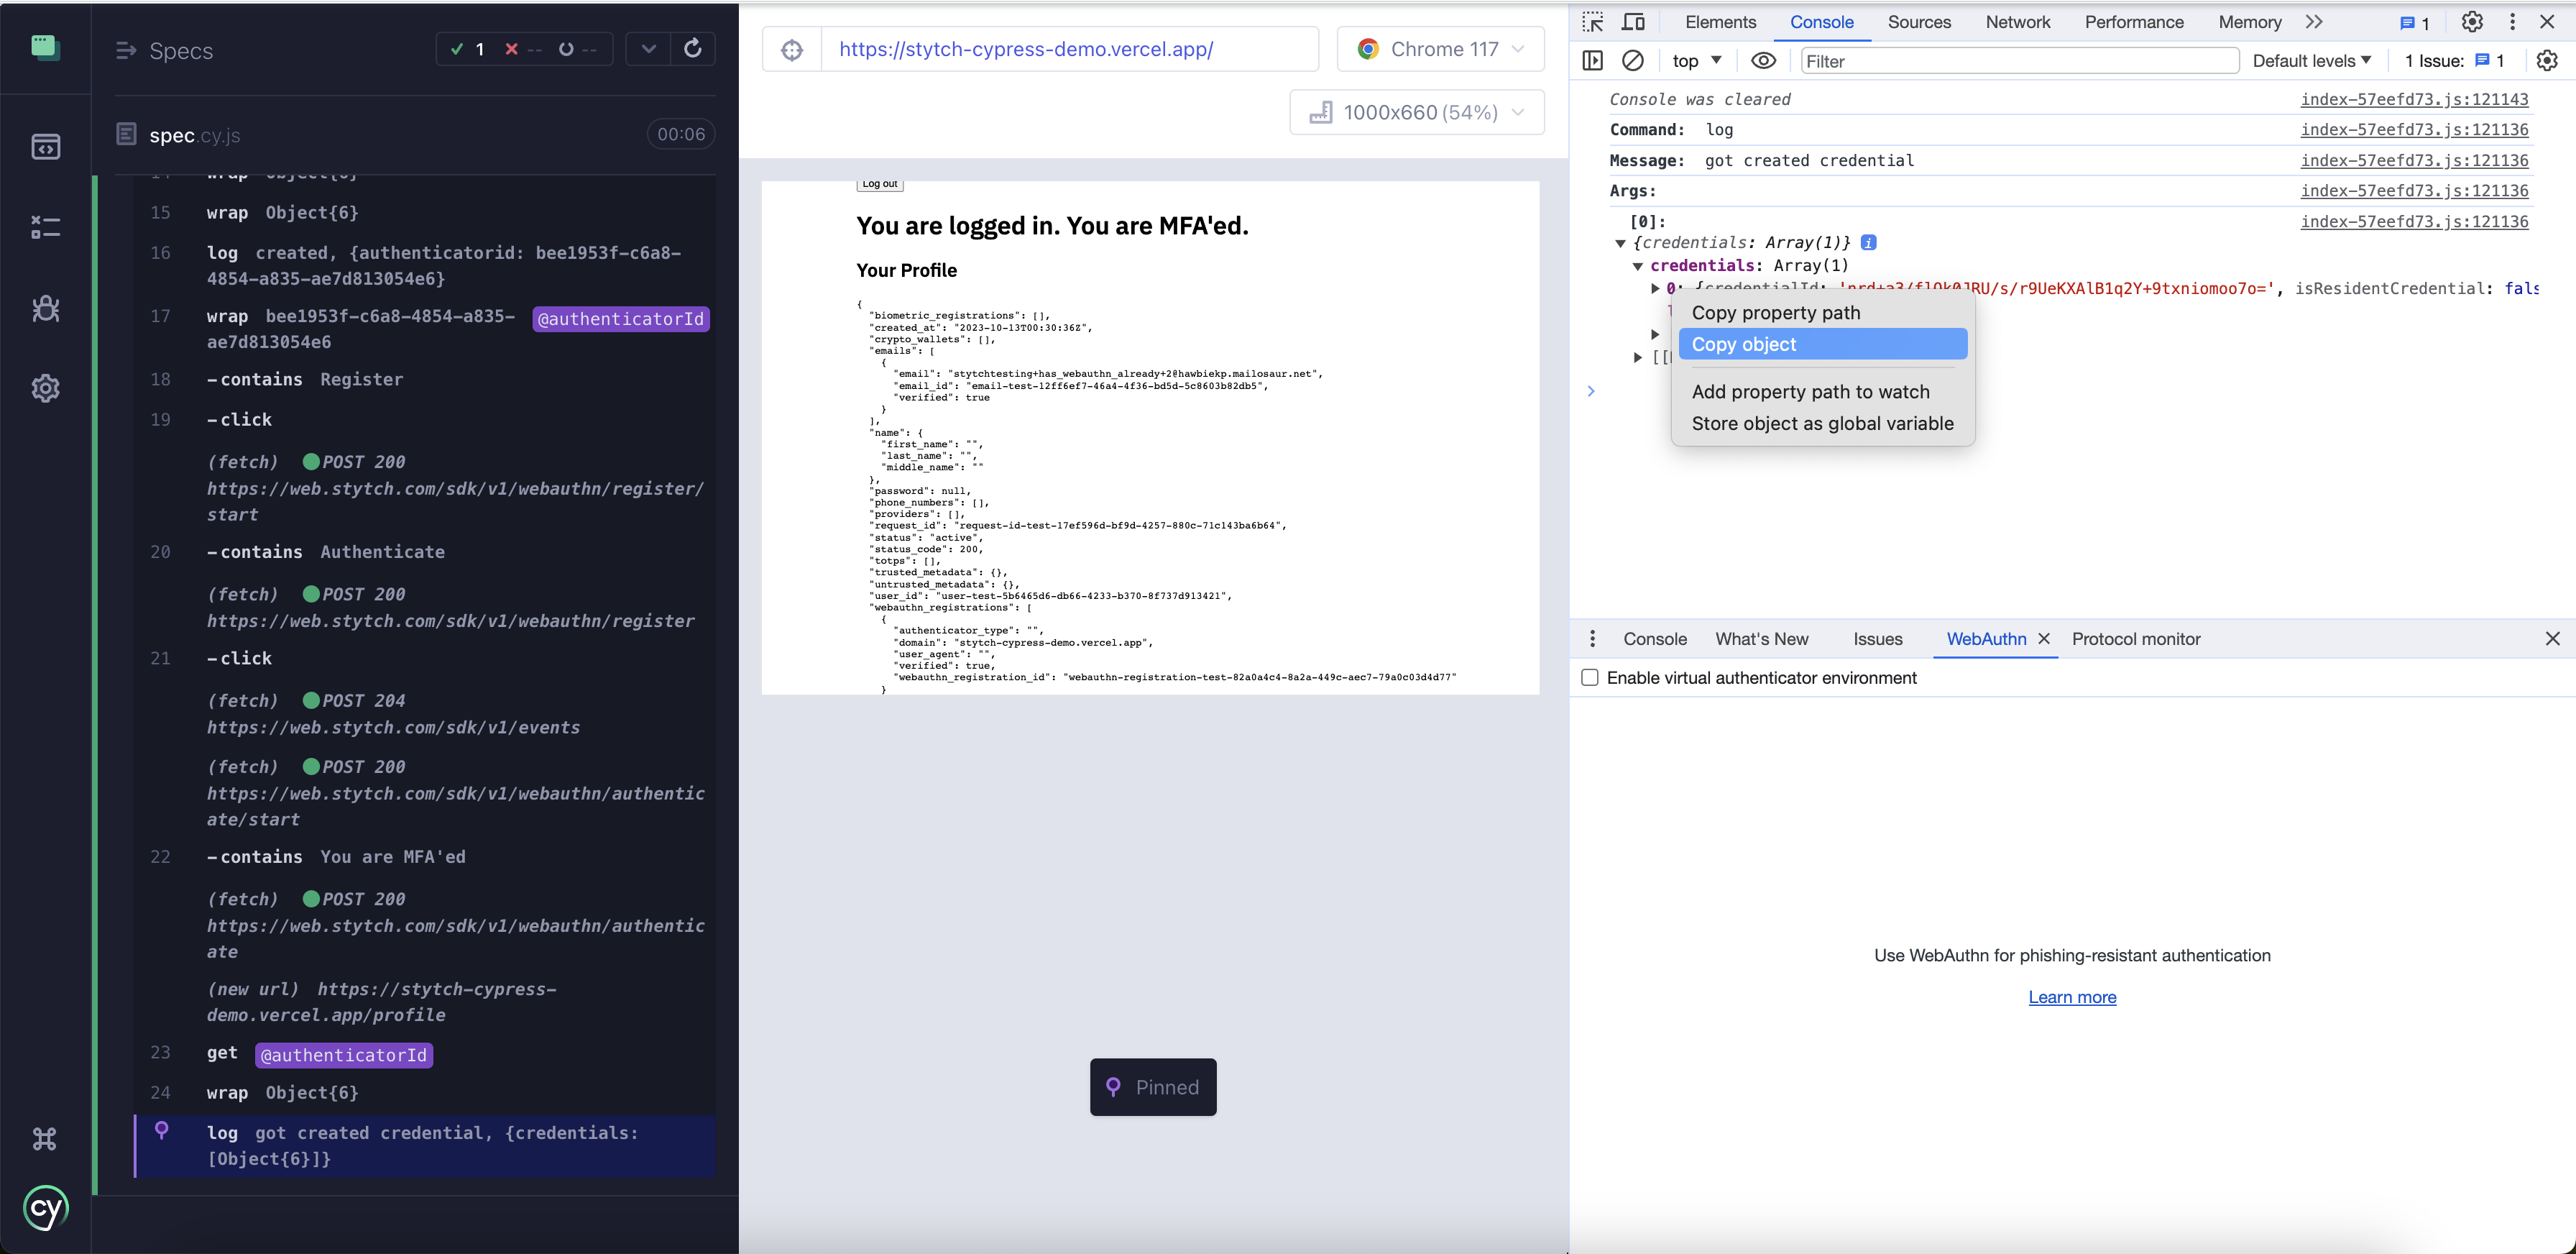 Specs
1
--
--
spec.cy.js
00:06
14 wrap Object{6}
15 wrap Object{6}
16 log created, {authenticatorid: bee1953f-c6a8-
4854-a835-ae7d813054e6}
17 wrap bee1953f-c6a8-4854-a835-
ae7d813054e6
@authenticatorId
18 -contains Register
19 -click
(fetch) POST 200
https://web.stytch.com/sdk/v1/webauthn/register/
start
20 -contains Authenticate
(fetch) POST 200
https://web.stytch.com/sdk/v1/webauthn/register
21 -click
(fetch) POST 204
https://web.stytch.com/sdk/v1/events
(fetch) POST 200
https://web.stytch.com/sdk/v1/webauthn/authentic
ate/start
22 -contains You are MFA'ed
(fetch) POST 200
https://web.stytch.com/sdk/v1/webauthn/authentic
ate
(new url) https://stytch-cypress-
demo.vercel.app/profile
23 get @authenticatorId
24 wrap Object{6}
log got created credential, {credentials:
[Object{6}]}
cy
https://stytch-cypress-demo.vercel.app/
Chrome 117
1000x660 (54%)
Log out
You are logged in. You are MFA'ed.
Your Profile
{
"biometric_registrations": [],
"created_at": "2023-10-13T00:30:36Z",
"crypto_wallets": [],
"emails": [
{
"email": "stytchtesting+has_webauthn_already+2@hawbiekp.mailosaur.net",
"email_id": "email-test-12ff6ef7-46a4-4f36-bd5d-5c8603b82db5",
"verified": true
}
],
"name": {
"first_name": "",
"last_name": "",
"middle_name": ""
},
"password": null,
"phone_numbers": [],
"providers": [],
"request_id": "request-id-test-17ef596d-bf9d-4257-880c-71c143ba6b64",
"status": "active",
"status_code": 200,
"totps": [],
"trusted_metadata": {},
"untrusted_metadata": {},
"user_id": "user-test-5b6465d6-db66-4233-b370-8f737d913421",
"webauthn_registrations": [
{
"authenticator_type": "",
"domain": "stytch-cypress-demo.vercel.app",
"user_agent": "",
"verified": true,
"webauthn_registration_id": "webauthn-registration-test-82a0a4c4-8a2a-449c-aec7-79a0c03d4d77"
}
Pinned
Elements Console Sources Network Performance Memory 1
top Filter Default levels 1 Issue: 1
Console was cleared index-57eefd73.js:121143
Command: log index-57eefd73.js:121136
Message: got created credential index-57eefd73.js:121136
Args: index-57eefd73.js:121136
[0]: index-57eefd73.js:121136
{credentials: Array(1)} i
credentials: Array(1)
0: {credentialId: isResidentCredential: fals
Copy property path
Copy object
Add property path to watch
Store object as global variable
Console What's New Issues WebAuthn Protocol monitor
Enable virtual authenticator environment
Use WebAuthn for phishing-resistant authentication
Learn more